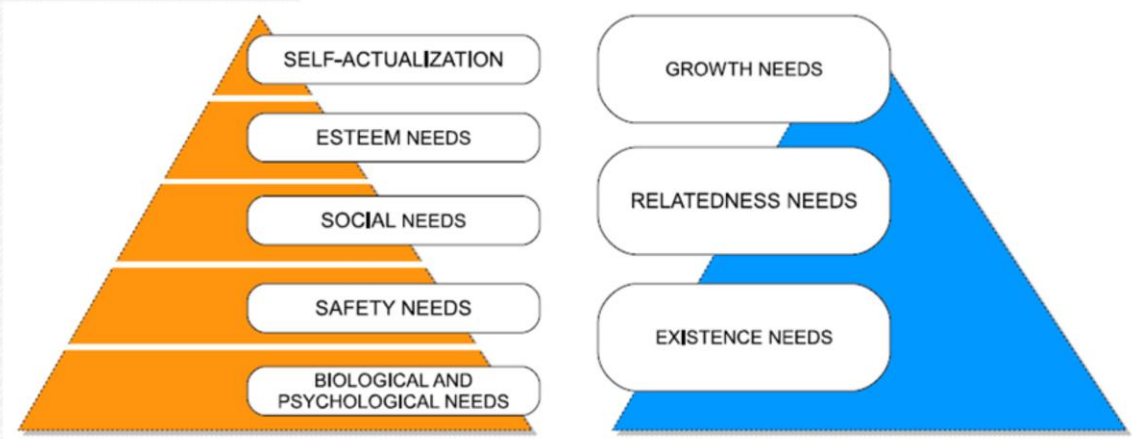 SELF-ACTUALIZATION
ESTEEM NEEDS
SOCIAL NEEDS
SAFETY NEEDS
BIOLOGICAL AND
PSYCHOLOGICAL NEEDS
GROWTH NEEDS
RELATEDNESS NEEDS
EXISTENCE NEEDS